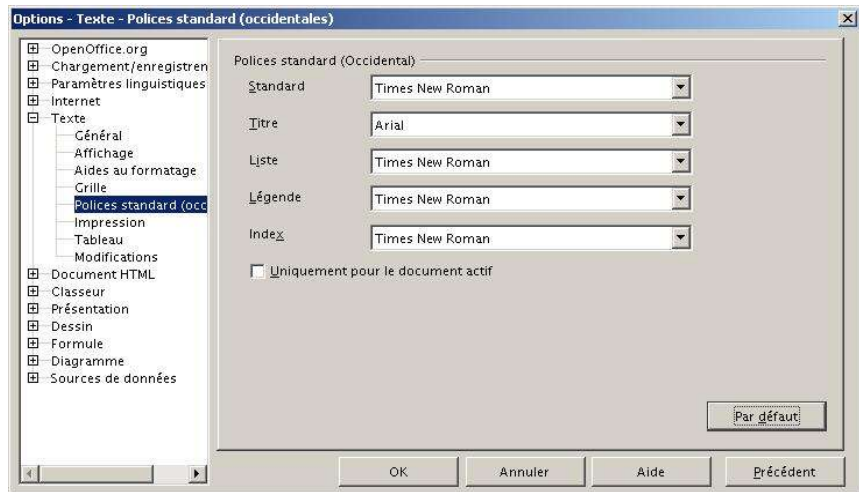 Options - Texte - Polices standard (occidentales)
OpenOffice.org
Chargement/enregistren
Paramètres linguistiques
Internet
Texte
Général
Affichage
Aides au formatage
Grille
Polices standard (occ
Impression
Tableau
Modifications
Document HTML
Classeur
Présentation
Dessin
Formule
Diagramme
Sources de données
Polices standard (Occidental)
Standard Times New Roman
Titre Arial
Liste Times New Roman
Légende Times New Roman
Index Times New Roman
Uniquement pour le document actif
Par défaut
OK Annuler Aide Précédent